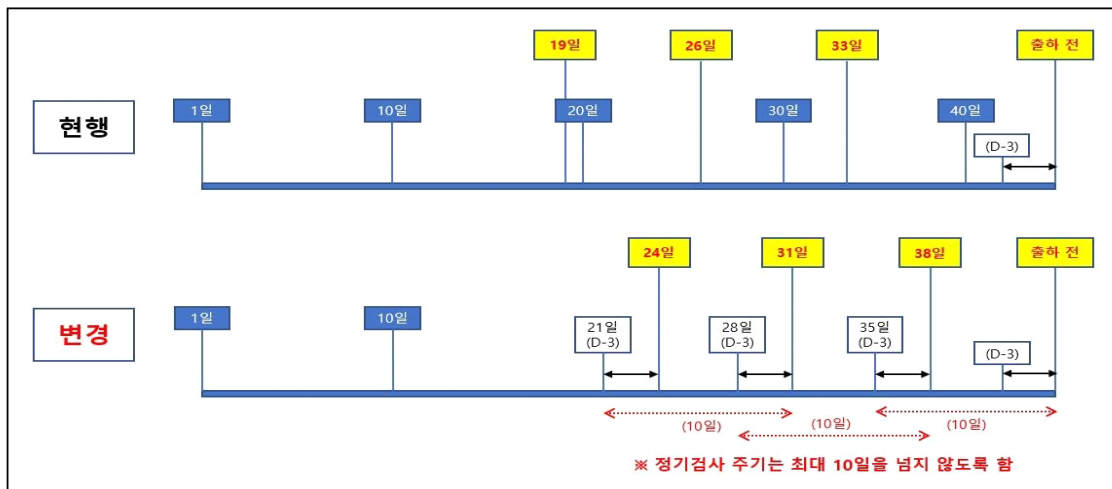 19일
26일
33일
출하 전
1일
10일
20일
30일
40일
현행
(D-3)
24일
31일
38일
출하 전
1일
10일
21일
(D-3)
28일
(D-3)
35일
(D-3)
(D-3)
변경
(10일)
(10일)
(10일)
※ 정기검사 주기는 최대 10일을 넘지 않도록 함